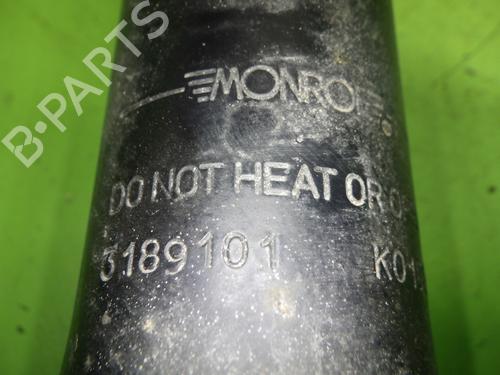 B-PARTS
MONRO
DO NOT HEAT OR
3189101 K01